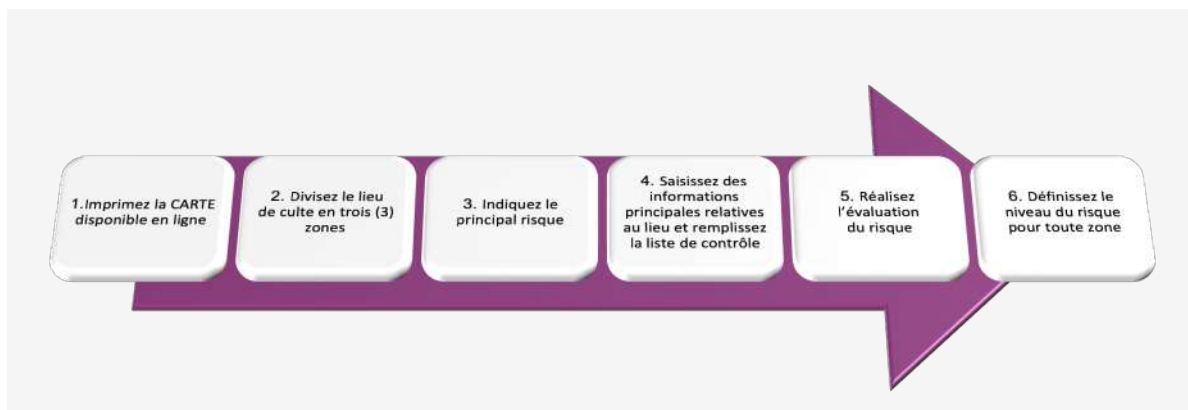 1.Imprimez la CARTE
disponible en ligne
2. Divisez le lieu
de culte en trois (3)
zones
3. Indiquez le
principal risque
4. Saisissez des
informations
principales relatives
au lieu et remplissez
la liste de contrôle
5. Réalisez
l'évaluation
du risque
6. Définissez le
niveau du risque
pour toute zone